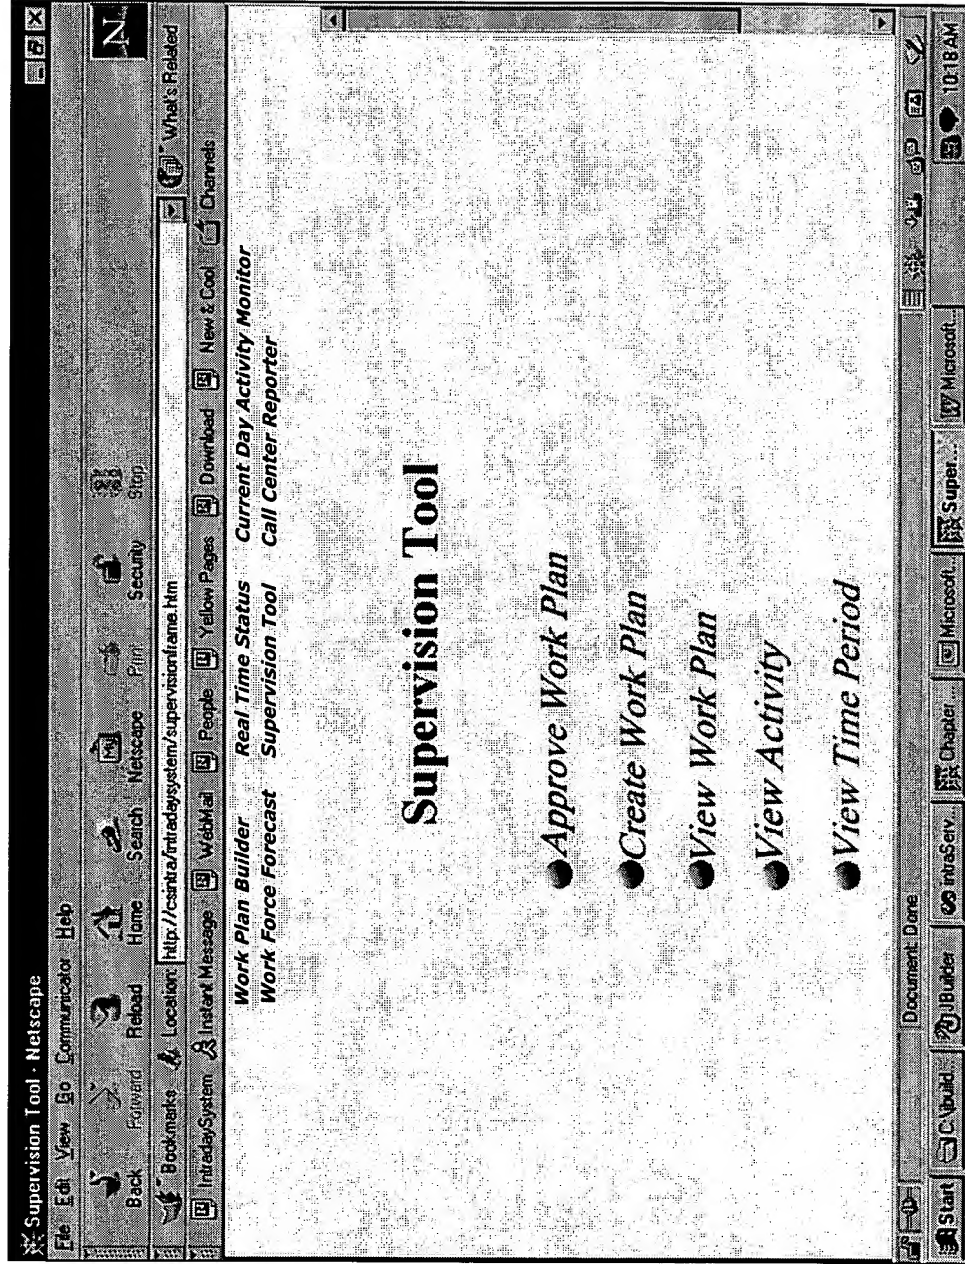 Supervision Tool - Netscape
File Edit View Go Communicator Help
Back Forward Reload Home Search Netscape Print Security Stop
N
Bookmarks Location: http://csintra/intradaysystem/supervisionframe.htm What's Related
IntradaySystem Instant Message WebMail People Yellow Pages Download New & Cool Channels
Work Plan Builder Real Time Status Current Day Activity Monitor
Work Force Forecast Supervision Tool Call Center Reporter
Supervision Tool
Approve Work Plan
Create Work Plan
View Work Plan
View Activity
View Time Period
Document: Done
Start JBuilder IntraServ... Chapter ... Microsoft... Super... Microsoft... 10:18 AM